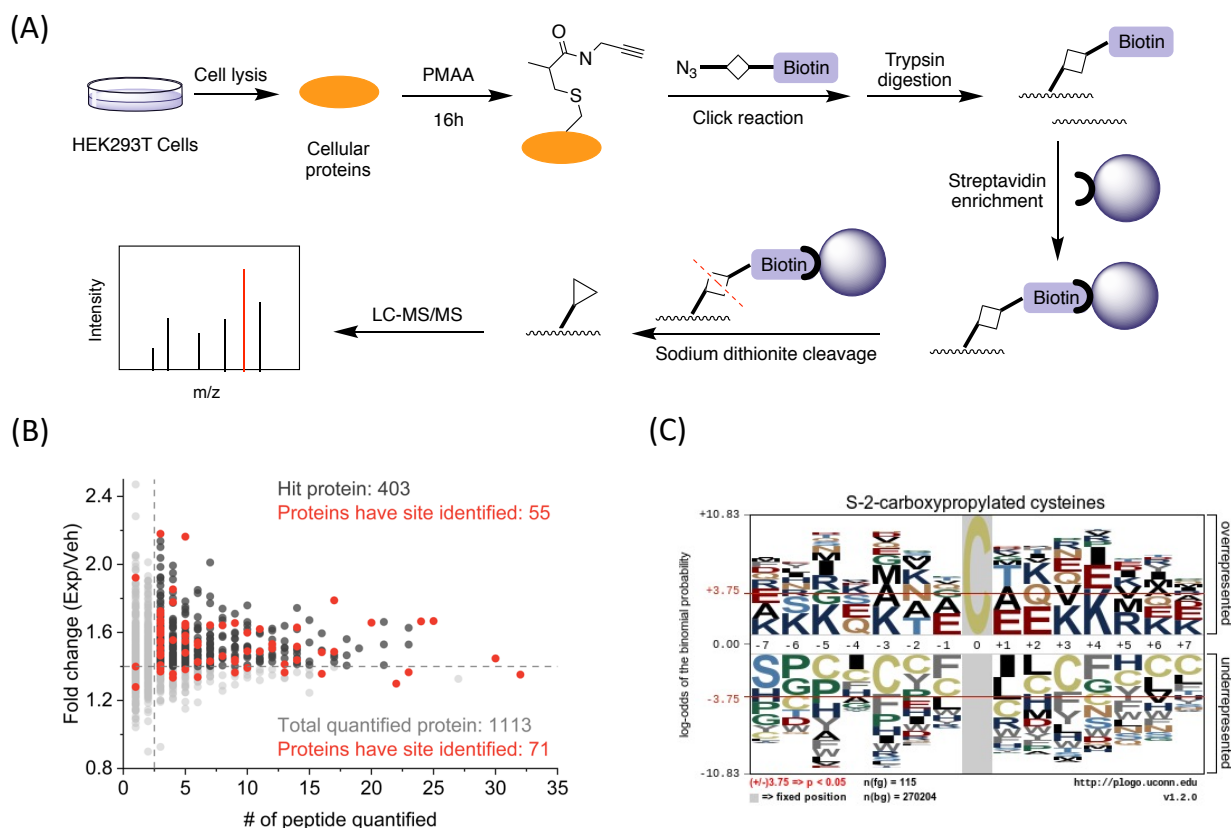 (A)
HEK293T Cells
Cell lysis
Cellular
proteins
PMAA
16h
O
N
S
N3
Biotin
Click reaction
Trypsin
digestion
Biotin
Streptavidin
enrichment
Biotin
Biotin
Sodium dithionite cleavage
LC-MS/MS
Intensity
m/z
(B)
Hit protein: 403
Proteins have site identified: 55
Total quantified protein: 1113
Proteins have site identified: 71
Fold change (Exp/Veh)
2.4
2.0
1.6
1.2
0.8
0 5 10 15 20 25 30 35
# of peptide quantified
(C)
S-2-carboxypropylated cysteines
log-odds of the binomial probability
+10.83
+3.75
0.00
-3.75
-10.83
-7 -6 -5 -4 -3 -2 -1 0 +1 +2 +3 +4 +5 +6 +7
overrepresented
underrepresented
(+/-)3.75 => p < 0.05 n(fg) = 115 http://plogo.uconn.edu
=> fixed position n(bg) = 270204 v1.2.0